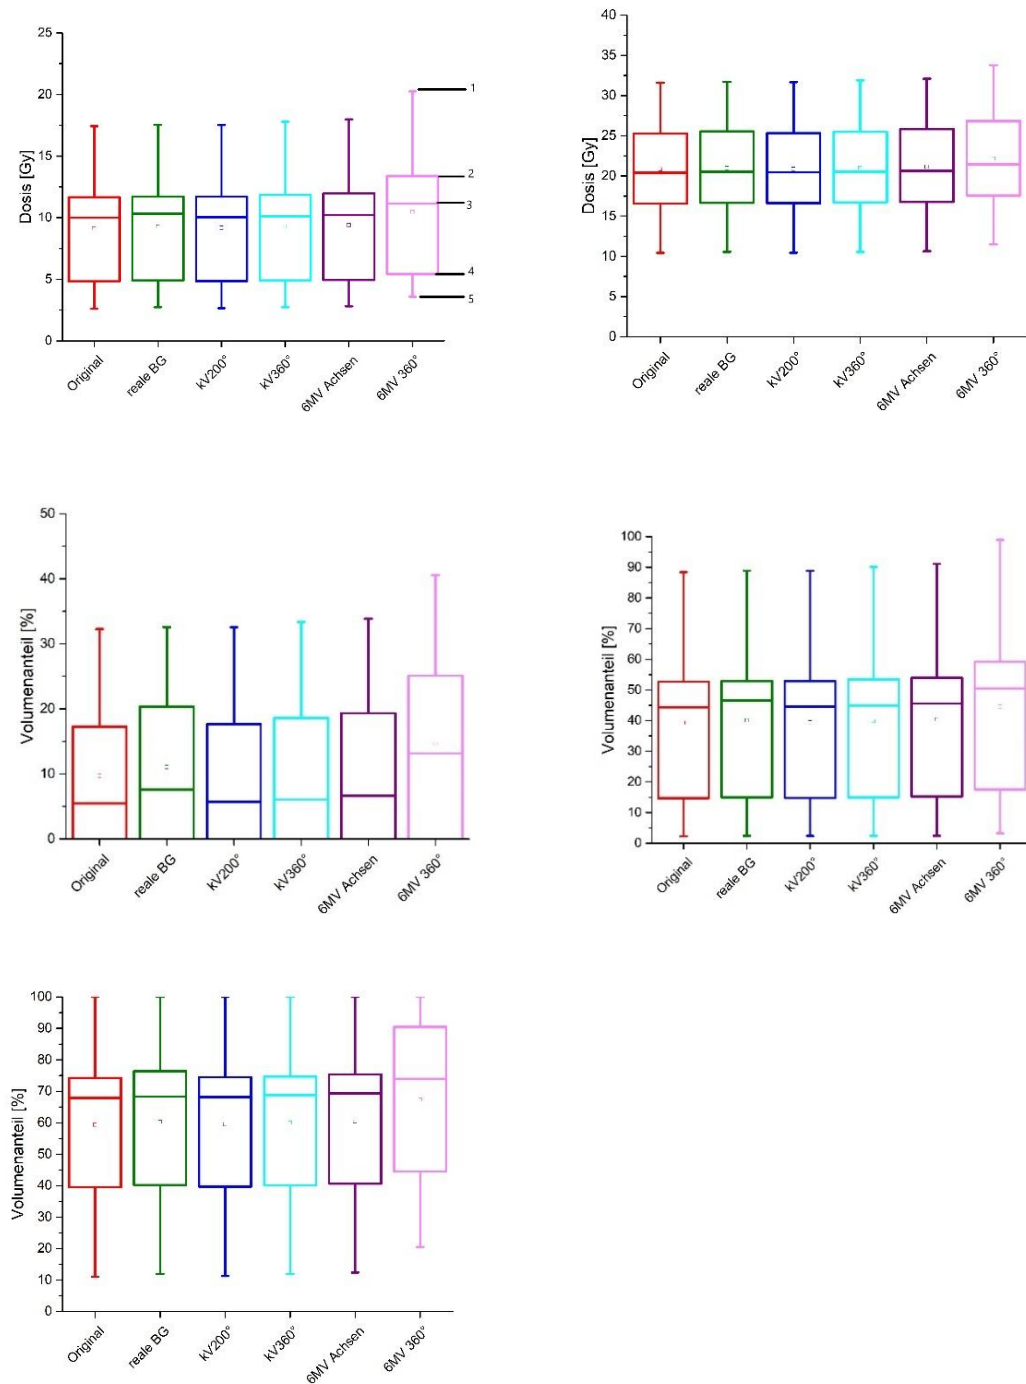 25
20
15
10
5
0
Dosis [Gy]
1
2
3
4
5
Original
reale BG
kV200°
kV360°
6MV Achsen
6MV 360°
40
35
30
25
20
15
10
5
0
Dosis [Gy]
Original
reale BG
kV200°
kV360°
6MV Achsen
6MV 360°
50
40
30
20
10
0
Volumenanteil [%]
Original
reale BG
kV200°
kV360°
6MV Achsen
6MV 360°
100
90
80
70
60
50
40
30
20
10
0
Volumenanteil [%]
Original
reale BG
kV200°
kV360°
6MV Achsen
6MV 360°
100
90
80
70
60
50
40
30
20
10
0
Volumenanteil [%]
Original
reale BG
kV200°
kV360°
6MV Achsen
6MV 360°